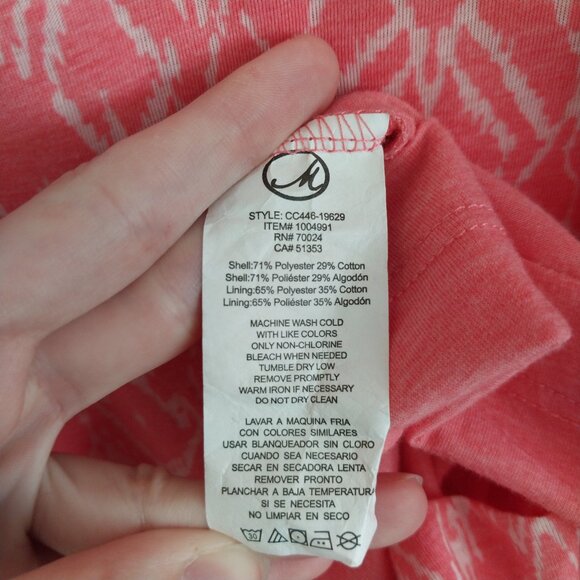 M
STYLE: CC446-19629
ITEM# 1004991
RN# 70024
CA# 51353
Shell:71% Polyester 29% Cotton
Shell:71% Poliéster 29% Algodón
Lining:65% Polyester 35% Cotton
Lining:65% Poliéster 35% Algodón
MACHINE WASH COLD
WITH LIKE COLORS
ONLY NON-CHLORINE
BLEACH WHEN NEEDED
TUMBLE DRY LOW
REMOVE PROMPTLY
WARM IRON IF NECESSARY
DO NOT DRY CLEAN
LAVAR A MAQUINA FRIA
CON COLORES SIMILARES
USAR BLANQUEADOR SIN CLORO
CUANDO SEA NECESARIO
SECAR EN SECADORA LENTA
REMOVER PRONTO
PLANCHAR A BAJA TEMPERATURA
SI ES NECESARIO
NO LIMPIAR EN SECO
30